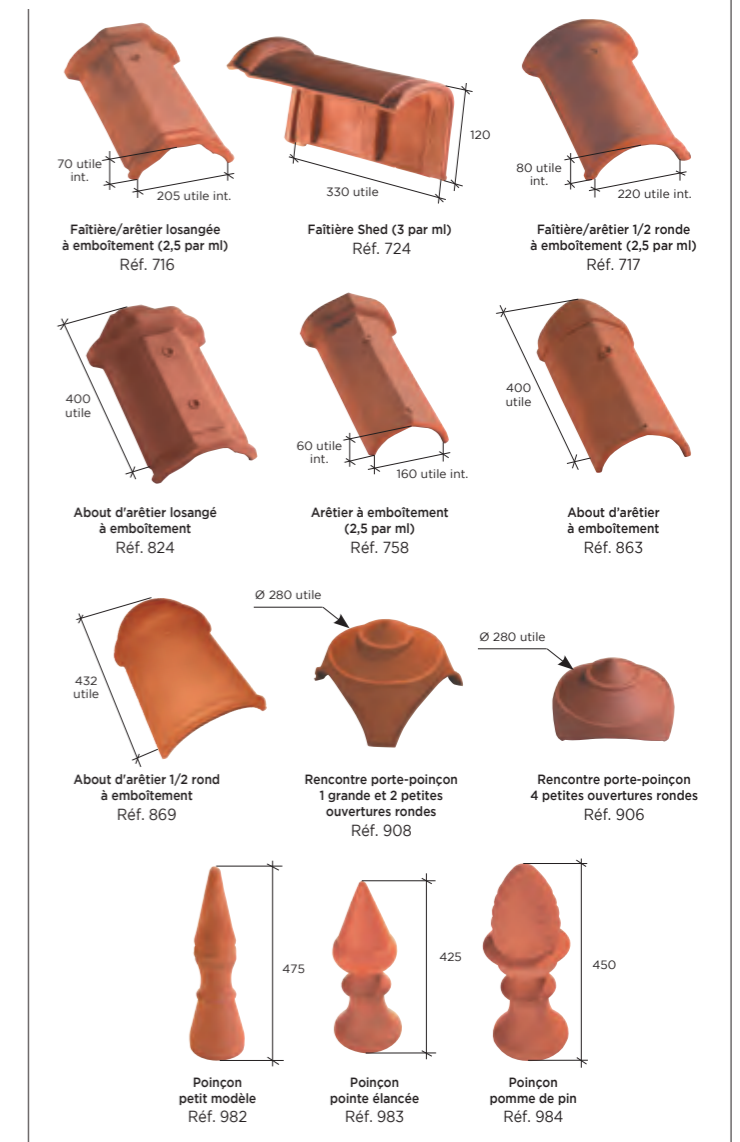 70 utile
int.
205 utile int.
Faîtière/arêtier losangée
à emboîtement (2,5 par ml)
Réf. 716
120
330 utile
Faîtière Shed (3 par ml)
Réf. 724
80 utile
int.
220 utile int.
Faîtière/arêtier 1/2 ronde
à emboîtement (2,5 par ml)
Réf. 717
400
utile
About d'arêtier losangé
à emboîtement
Réf. 824
60 utile
int.
160 utile int.
Arêtier à emboîtement
(2,5 par ml)
Réf. 758
400
utile
About d'arêtier
à emboîtement
Réf. 863
432
utile
About d'arêtier 1/2 rond
à emboîtement
Réf. 869
Ø 280 utile
Rencontre porte-poinçon
1 grande et 2 petites
ouvertures rondes
Réf. 908
Ø 280 utile
Rencontre porte-poinçon
4 petites ouvertures rondes
Réf. 906
475
Poinçon
petit modèle
Réf. 982
425
Poinçon
pointe élancée
Réf. 983
450
Poinçon
pomme de pin
Réf. 984